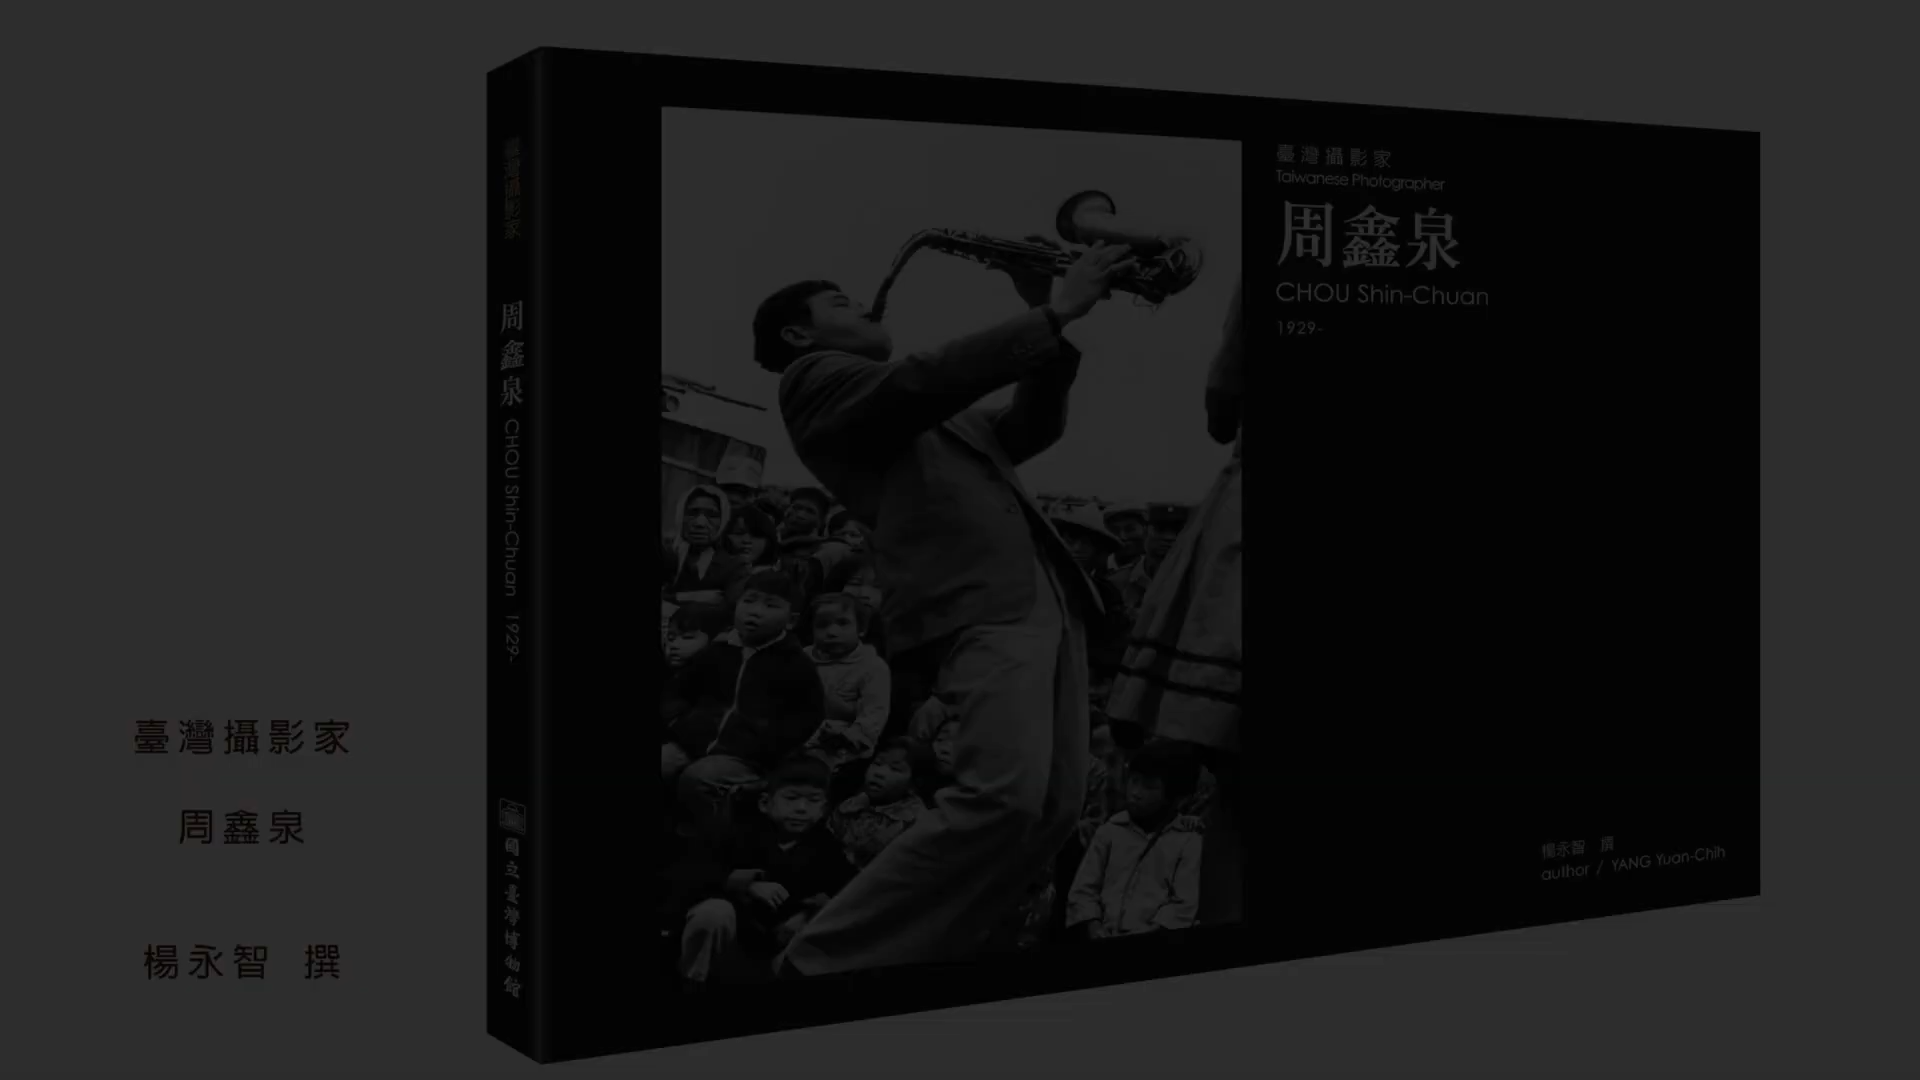 臺灣攝影家
周鑫泉
楊永智 撰
臺灣攝影家
周鑫泉 CHOU Shin-Chuan 1929-
國立臺灣博物館
臺灣攝影家
Taiwanese Photographer
周鑫泉
CHOU Shin-Chuan
1929-
楊永智 撰
author / YANG Yuan-Chih